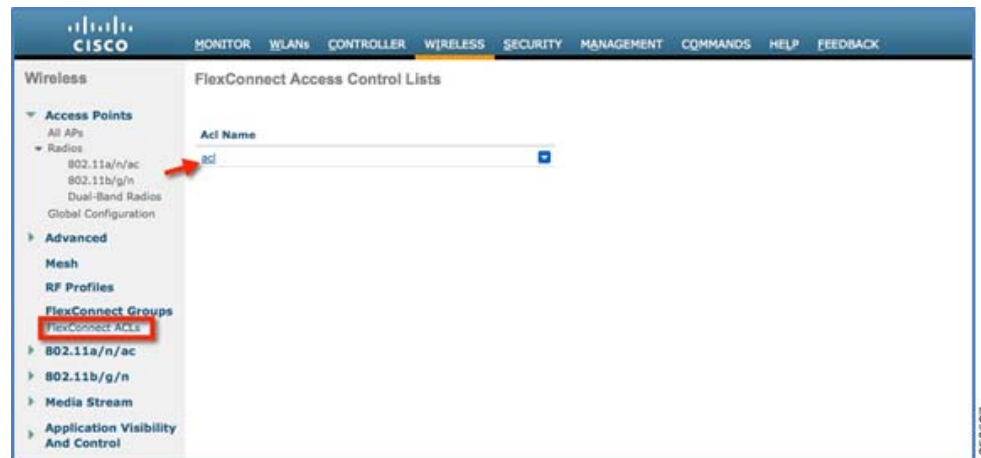 CISCO
MONITOR WLANs CONTROLLER WIRELESS SECURITY MANAGEMENT COMMANDS HELP FEEDBACK
Wireless
Access Points
All APs
Radios
802.11a/n/ac
802.11b/g/n
Dual-Band Radios
Global Configuration
Advanced
Mesh
RF Profiles
FlexConnect Groups
FlexConnect ACLs
802.11a/n/ac
802.11b/g/n
Media Stream
Application Visibility
And Control
FlexConnect Access Control Lists
Acl Name
acl